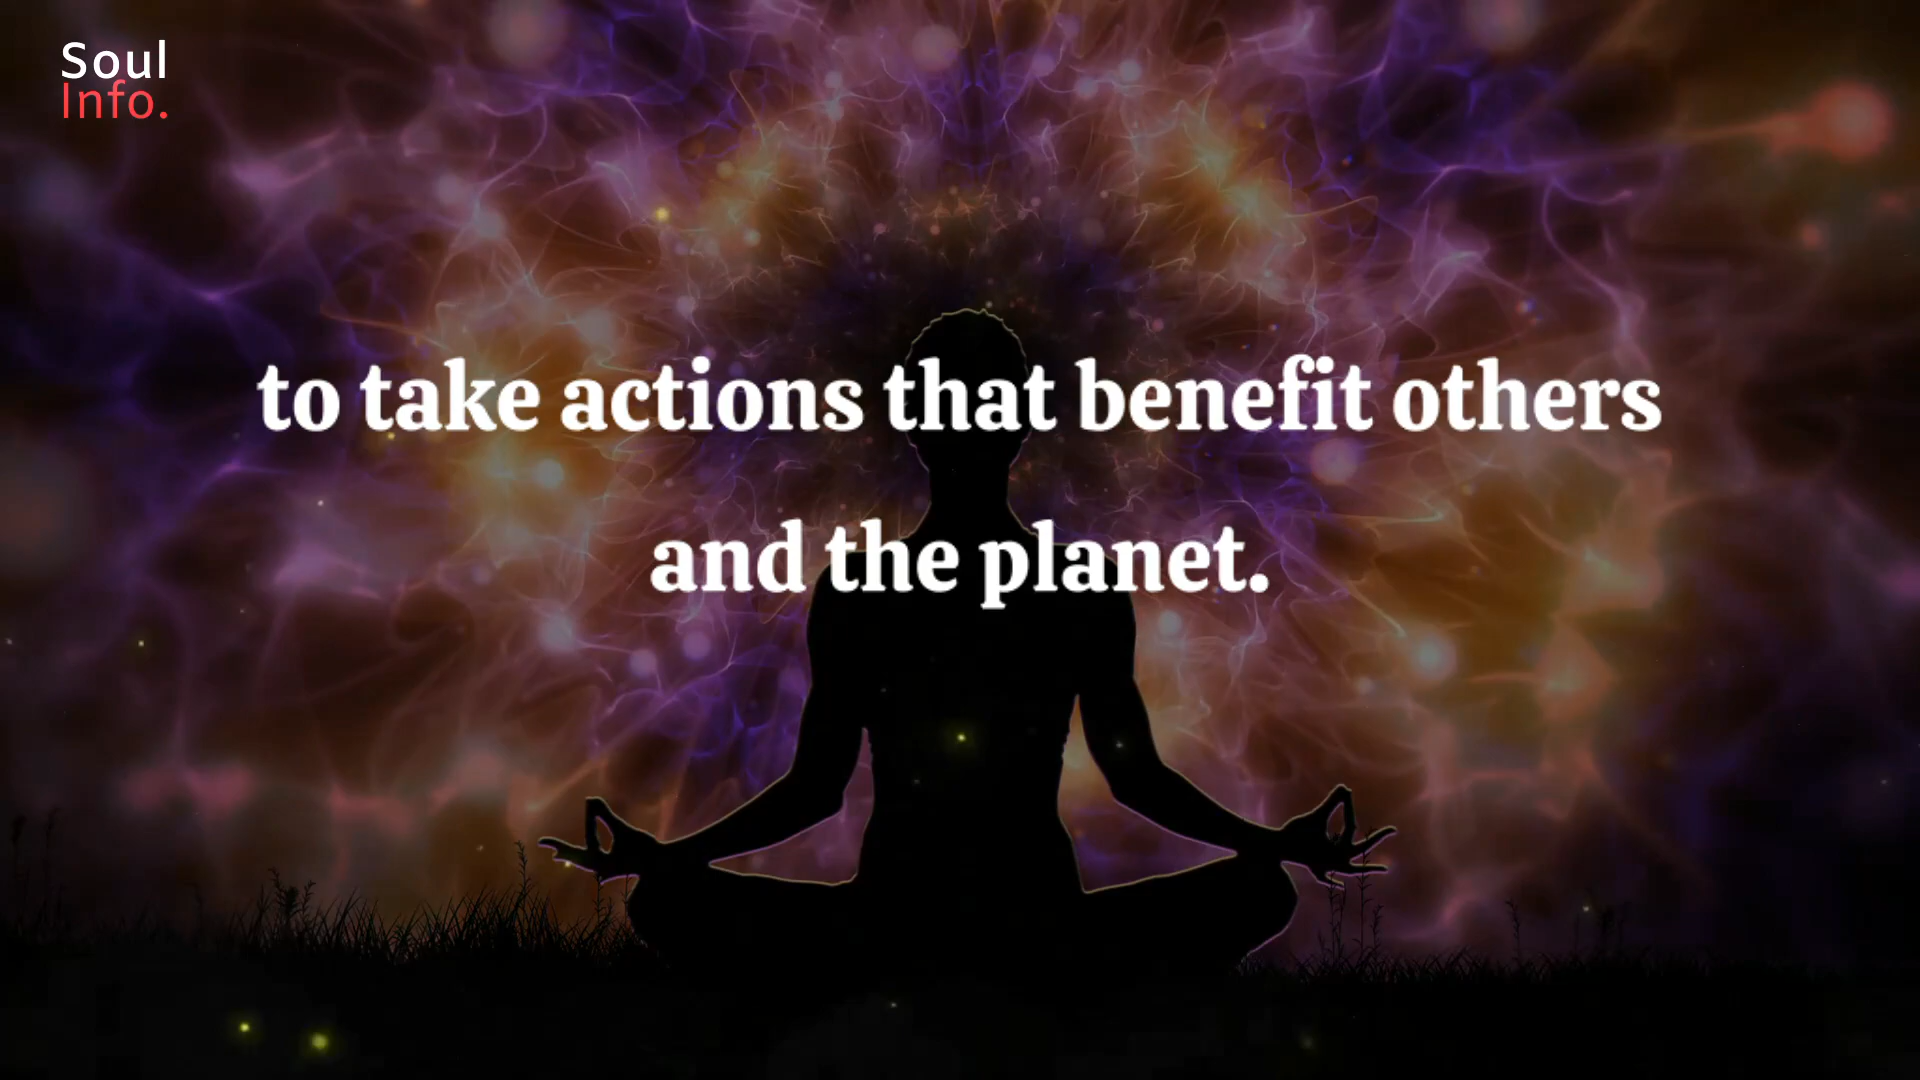 Soul
Info.
to take actions that benefit others
and the planet.